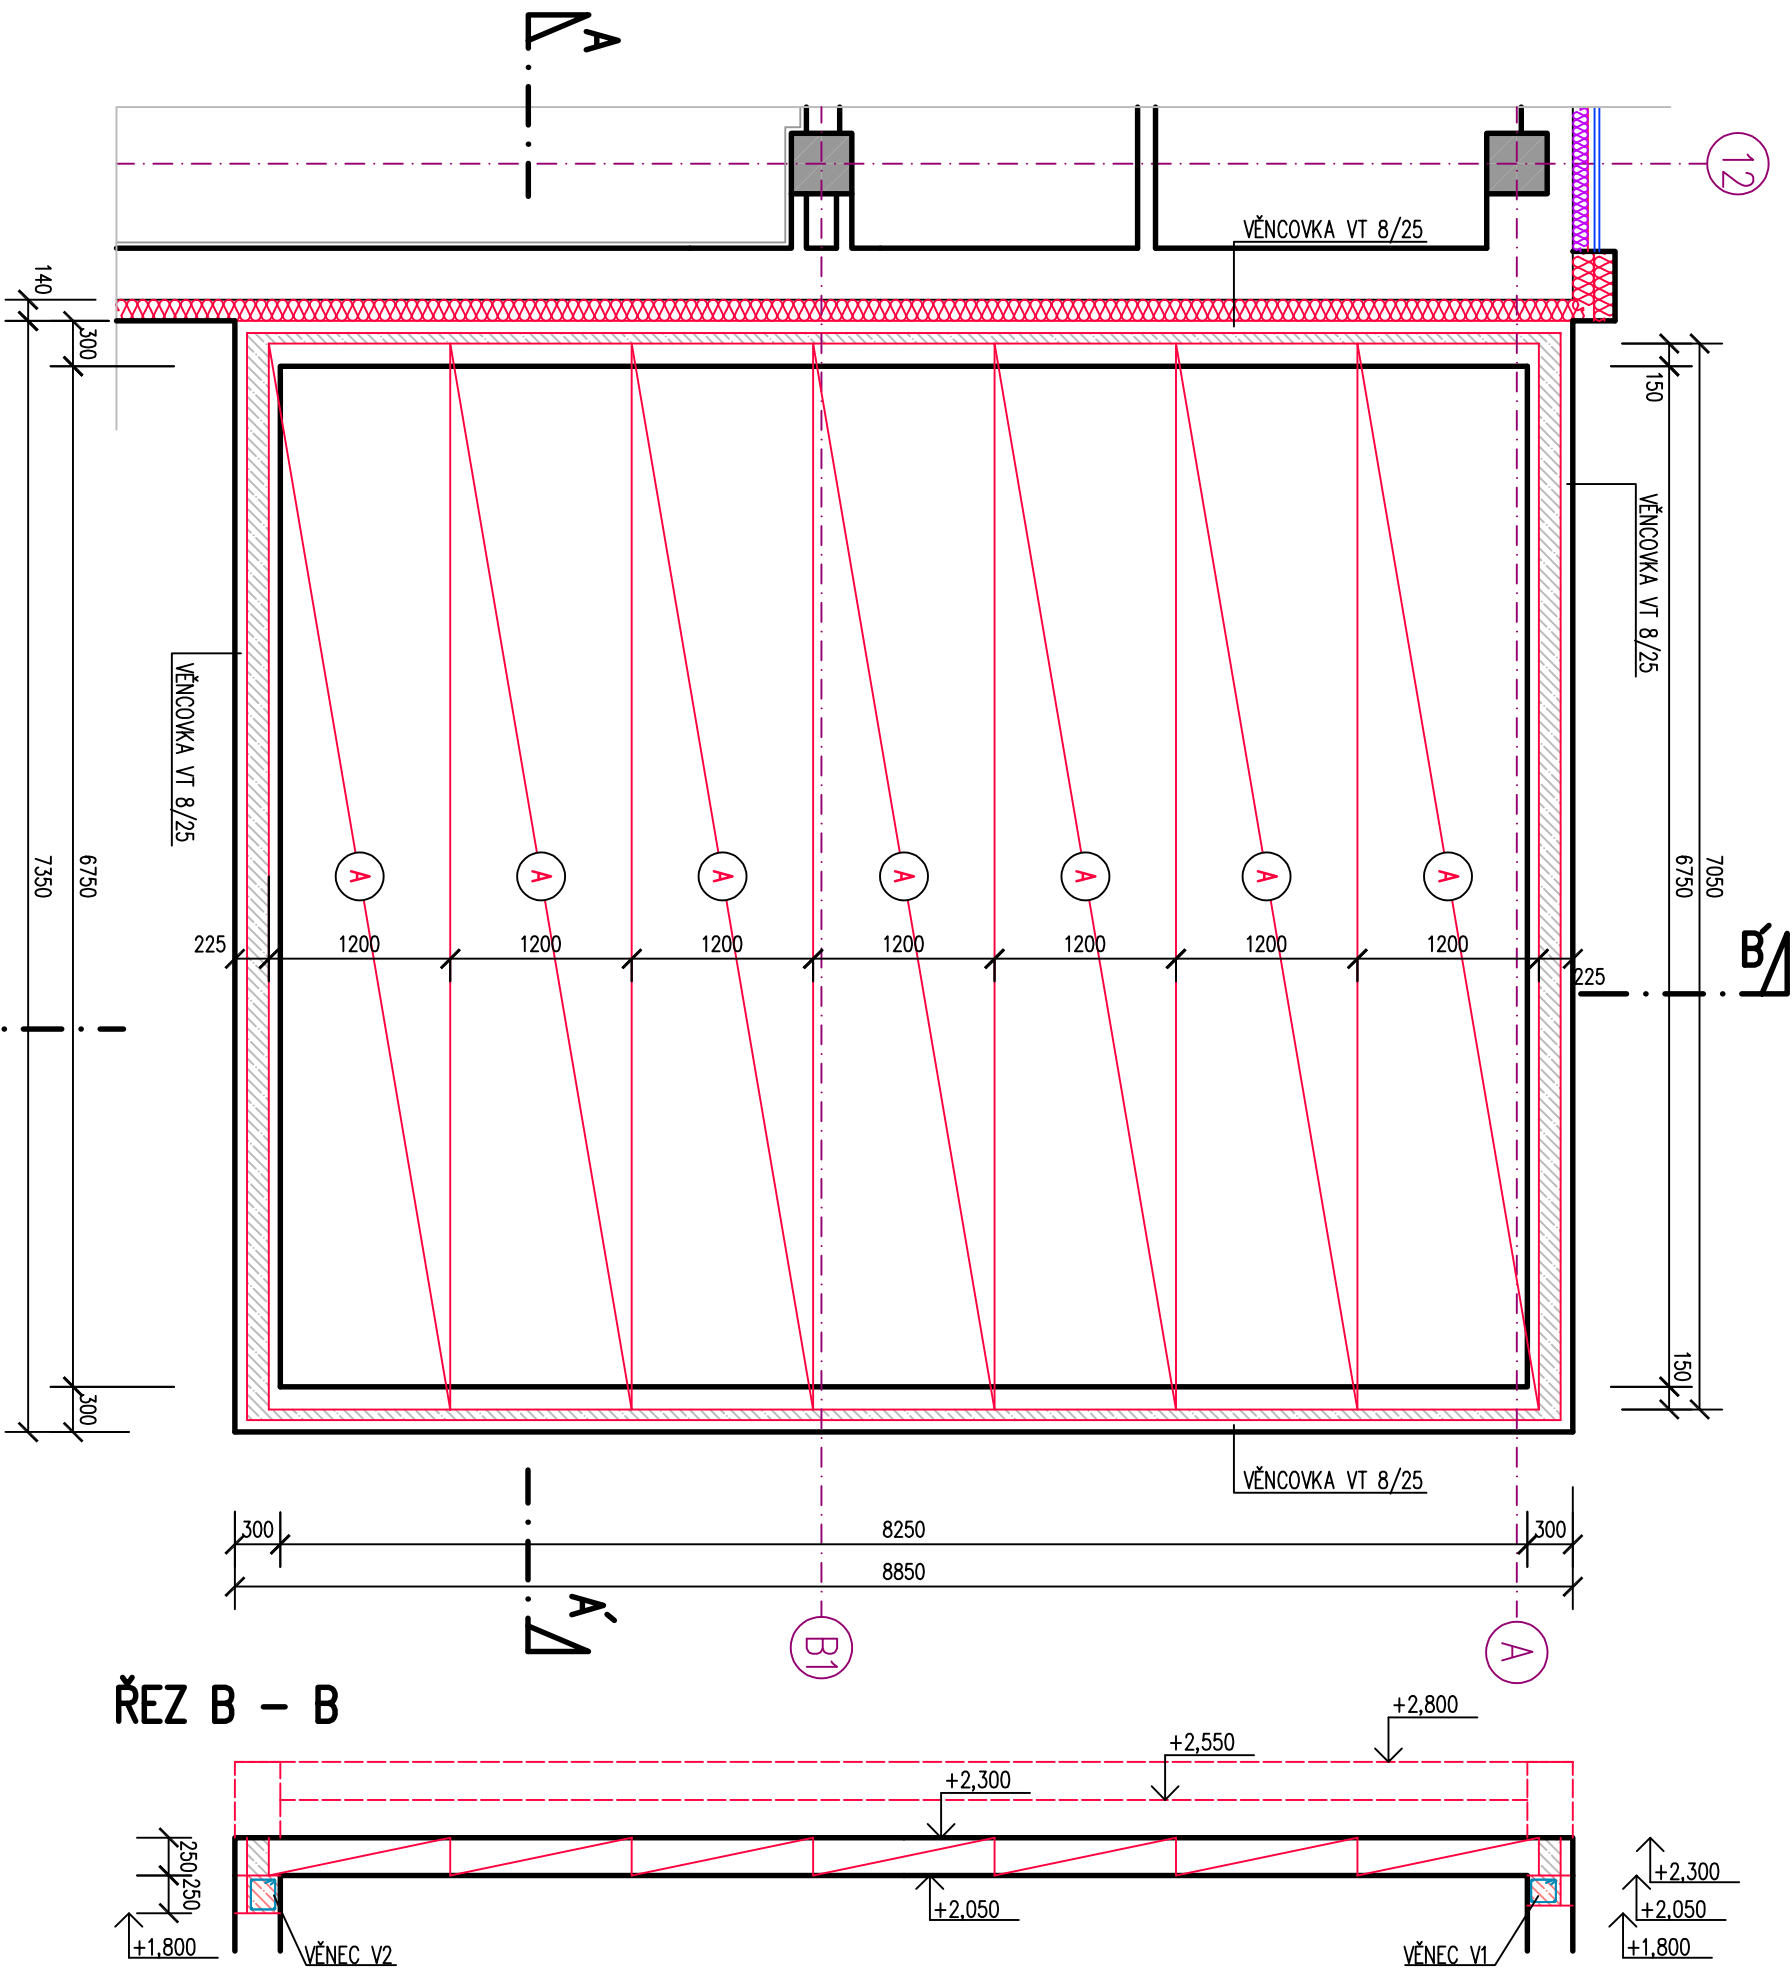 A
12
VĚNCOVKA VT 8/25
140
300
150
VĚNCOVKA VT 8/25
VĚNCOVKA VT 8/25
7350
6750
6750
7050
A
A
A
A
A
A
A
B´
225
1200
1200
1200
1200
1200
1200
1200
225
300
150
VĚNCOVKA VT 8/25
300
8250
300
8850
A´
B1
A
ŘEZ B – B
+2,800
+2,550
+2,300
250
250
+2,300
+2,050
+2,050
+1,800
VĚNEC V2
VĚNEC V1
+1,800